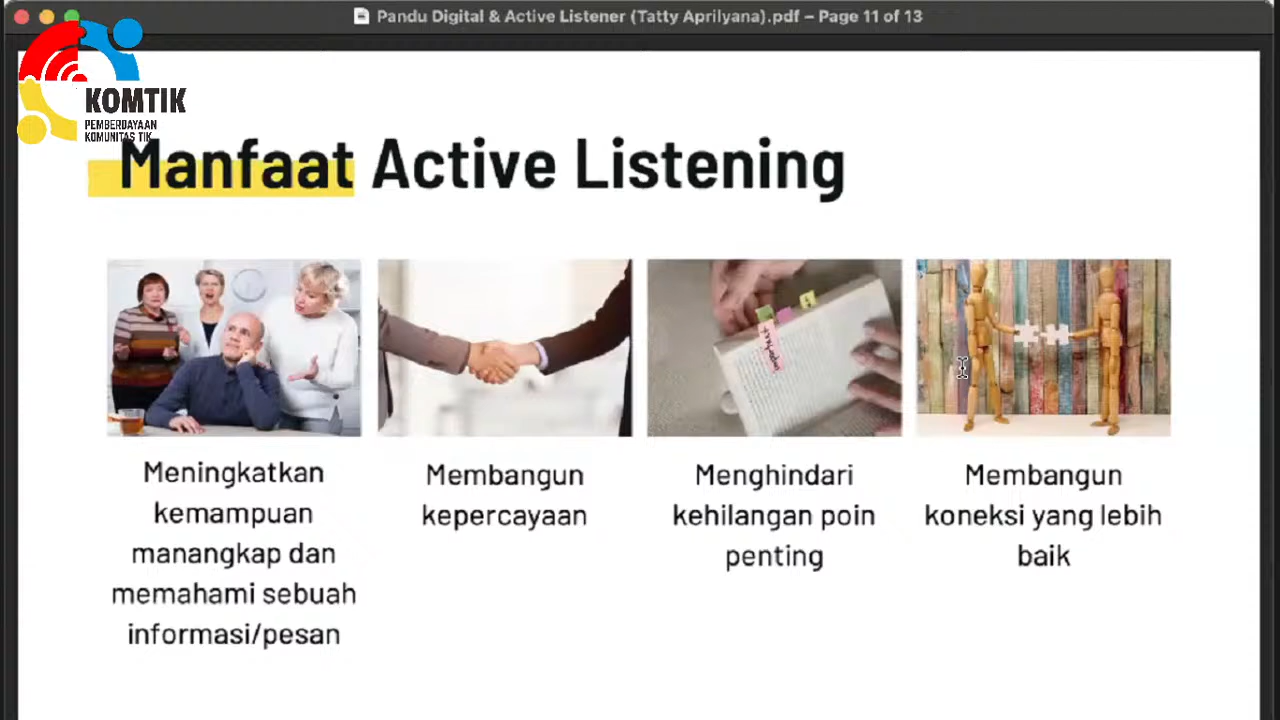 Pandu Digital & Active Listener (Tatty Aprilyana).pdf – Page 11 of 13
KOMTIK
PEMBERDAYAAN
KOMUNITAS TIK
Manfaat Active Listening
Meningkatkan
kemampuan
manangkap dan
memahami sebuah
informasi/pesan
Membangun
kepercayaan
Menghindari
kehilangan poin
penting
Membangun
koneksi yang lebih
baik